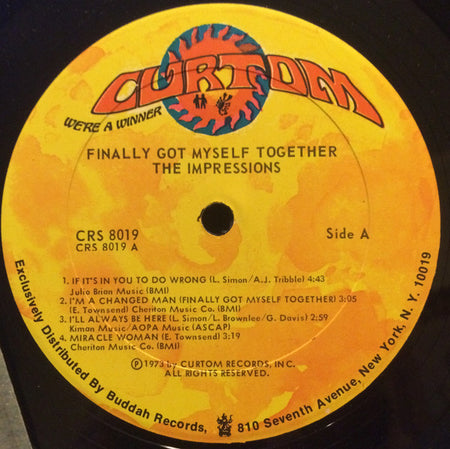 CURTOM
WE'RE A WINNER
FINALLY GOT MYSELF TOGETHER
THE IMPRESSIONS
CRS 8019
CRS 8019 A
Side A
1. IF IT'S IN YOU TO DO WRONG (L. Simon/A.J. Tribble) 4:43
Julio Brian Music (BMI)
2. I'M A CHANGED MAN (FINALLY GOT MYSELF TOGETHER) 3:05
(E. Townsend) Cheriton Music Co. (BMI)
3. I'LL ALWAYS BE HERE (L. Simon/L. Brownlee/G. Davis) 2:59
Kiman Music/AOPA Music (ASCAP)
4. MIRACLE WOMAN (E. Townsend) 3:19
Cheriton Music Co. (BMI)
Ⓟ 1973 by CURTOM RECORDS, INC.
ALL RIGHTS RESERVED.
Exclusively Distributed By Buddah Records, 810 Seventh Avenue, New York, N. Y. 10019